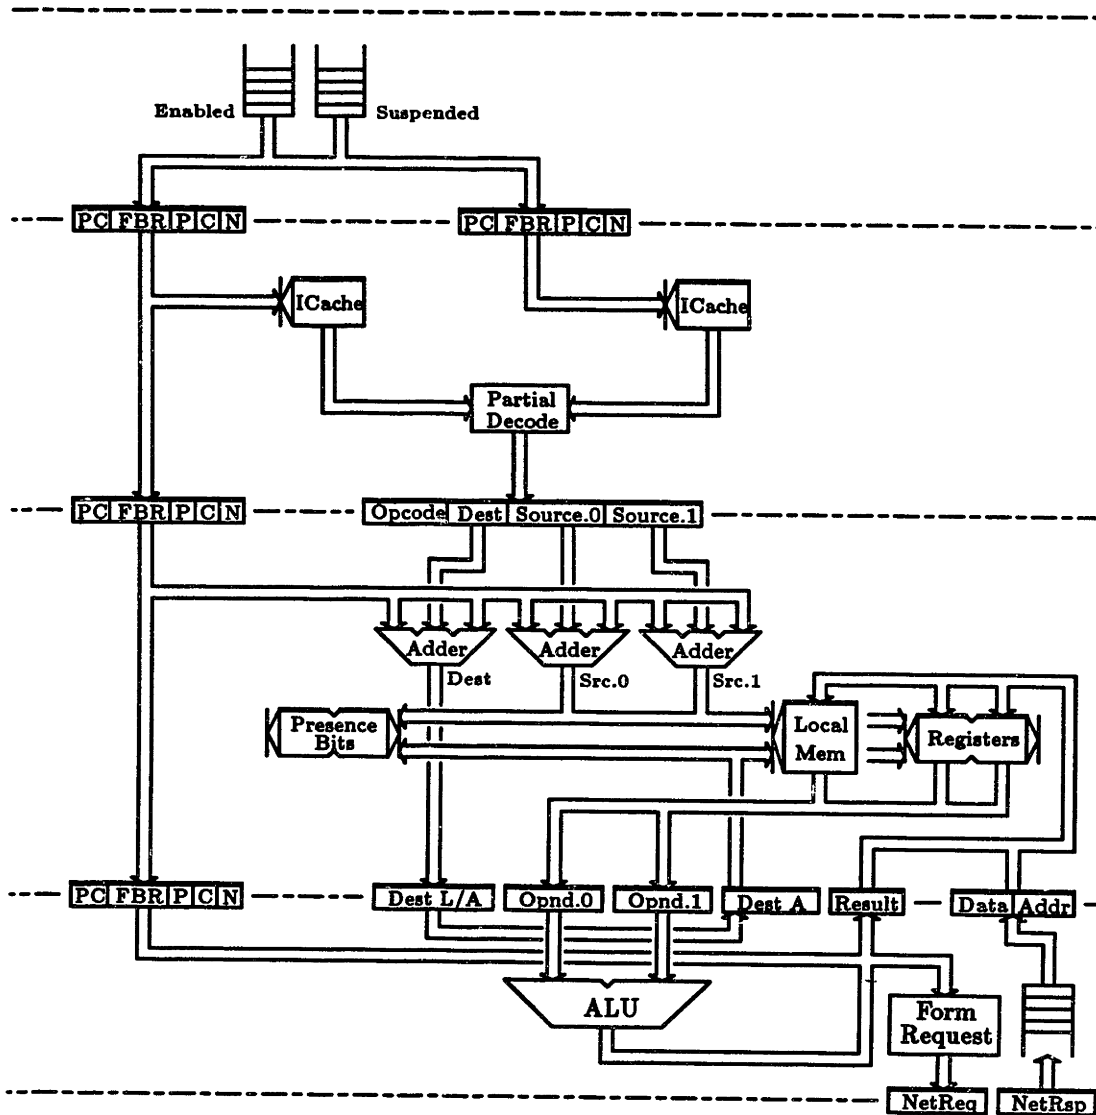 Enabled Suspended
PC FBR P C N PC FBR P C N
ICache ICache
Partial
Decode
PC FBR P C N Opcode Dest Source.0 Source.1
Adder Adder Adder
Dest Src.0 Src.1
Presence
Bits
Local
Mem
Registers
PC FBR P C N Dest L/A Opnd.0 Opnd.1 Dest A Result Data Addr
ALU
Form
Request
NetReq NetRsp